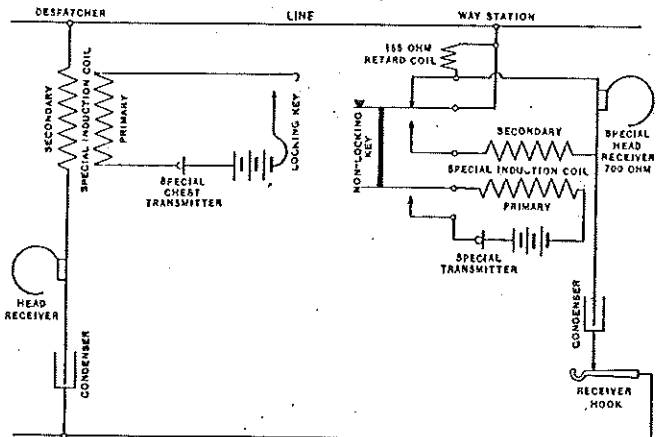 DESPATCHER
LINE
WAY STATION
155 OHM
RETARD COIL
SECONDARY
SPECIAL INDUCTION COIL
PRIMARY
LOCKING KEY
SPECIAL
CHEST
TRANSMITTER
NON-LOCKING
KEY
SECONDARY
SPECIAL INDUCTION COIL
PRIMARY
SPECIAL
TRANSMITTER
SPECIAL
HEAD
RECEIVER
700 OHM
HEAD
RECEIVER
CONDENSER
CONDENSER
RECEIVER
HOOK